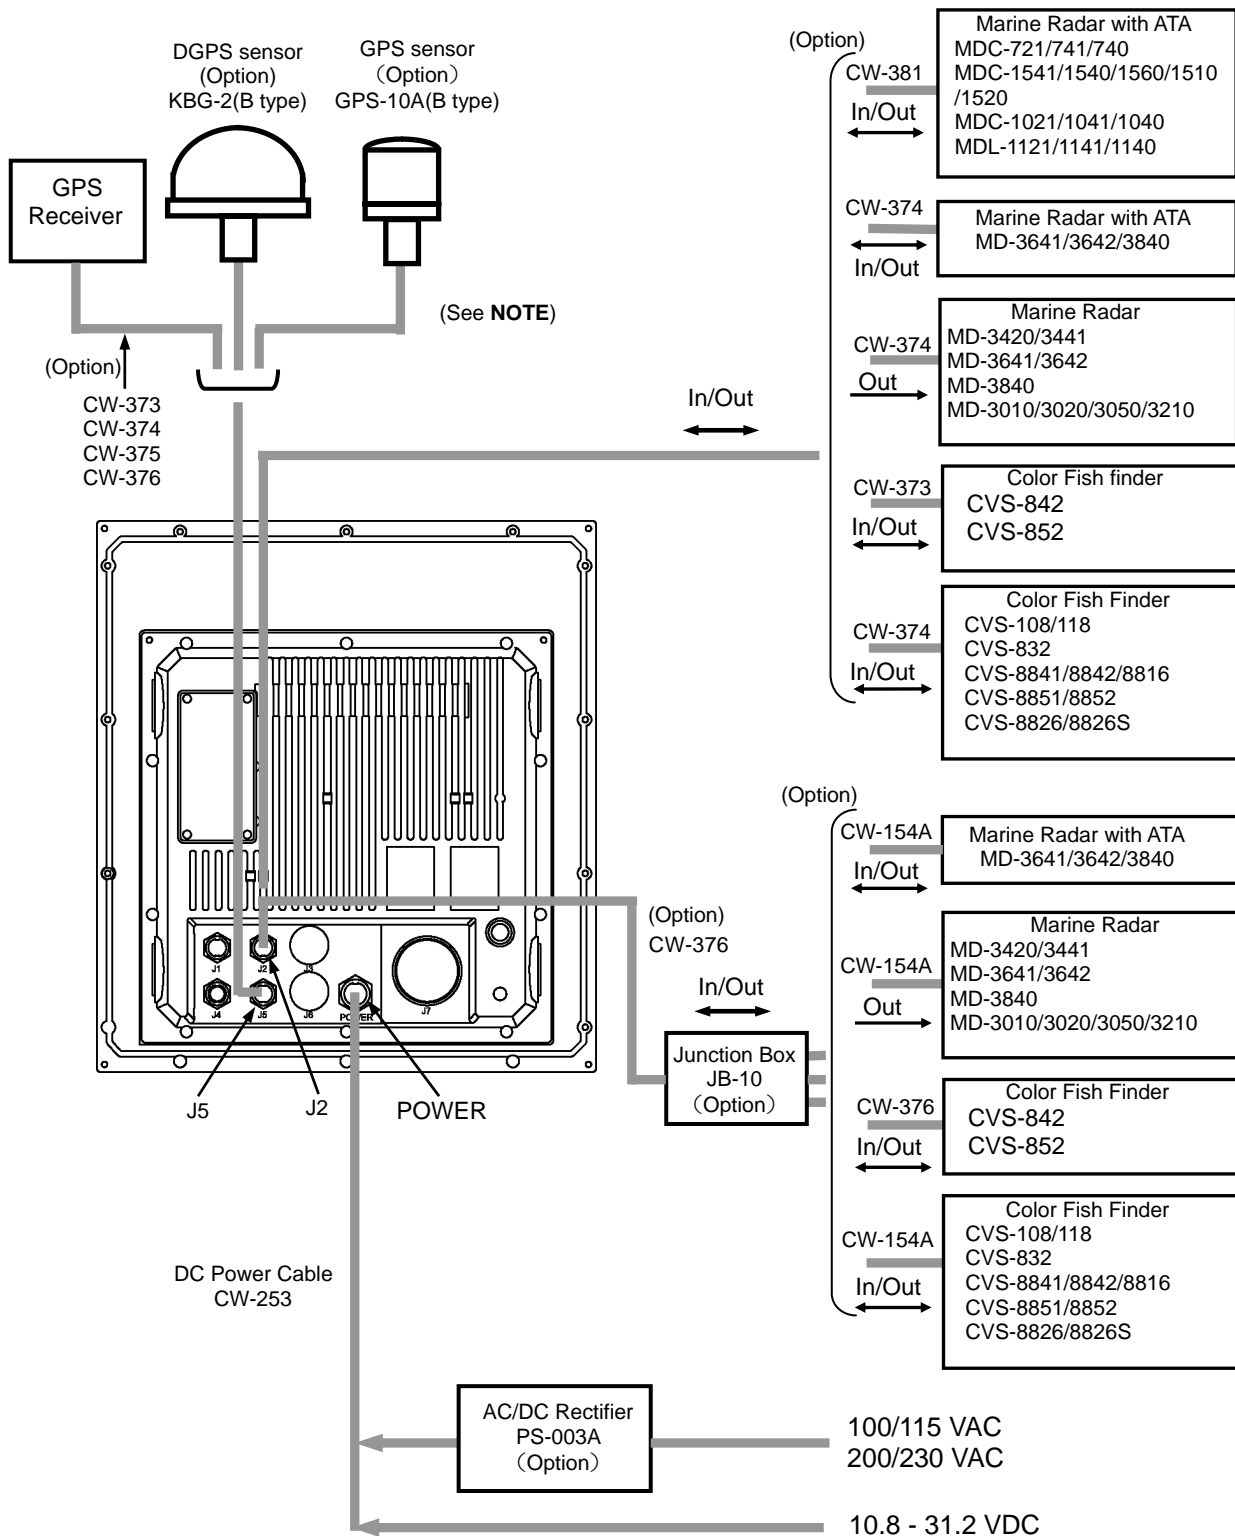 DGPS sensor
(Option)
KBG-2(B type)
GPS sensor
（Option）
GPS-10A(B type)
GPS
Receiver
(See NOTE)
(Option)
CW-373
CW-374
CW-375
CW-376
In/Out
(Option)
CW-381
In/Out
Marine Radar with ATA
MDC-721/741/740
MDC-1541/1540/1560/1510
/1520
MDC-1021/1041/1040
MDL-1121/1141/1140
CW-374
In/Out
Marine Radar with ATA
MD-3641/3642/3840
CW-374
Out
Marine Radar
MD-3420/3441
MD-3641/3642
MD-3840
MD-3010/3020/3050/3210
CW-373
In/Out
Color Fish finder
CVS-842
CVS-852
CW-374
In/Out
Color Fish Finder
CVS-108/118
CVS-832
CVS-8841/8842/8816
CVS-8851/8852
CVS-8826/8826S
J1
J2
J3
J4
J5
J6
POWER
J7
J5
J2
POWER
(Option)
CW-376
In/Out
Junction Box
JB-10
（Option）
(Option)
CW-154A
In/Out
Marine Radar with ATA
MD-3641/3642/3840
CW-154A
Out
Marine Radar
MD-3420/3441
MD-3641/3642
MD-3840
MD-3010/3020/3050/3210
CW-376
In/Out
Color Fish Finder
CVS-842
CVS-852
CW-154A
In/Out
Color Fish Finder
CVS-108/118
CVS-832
CVS-8841/8842/8816
CVS-8851/8852
CVS-8826/8826S
DC Power Cable
CW-253
AC/DC Rectifier
PS-003A
（Option）
100/115 VAC
200/230 VAC
10.8 - 31.2 VDC